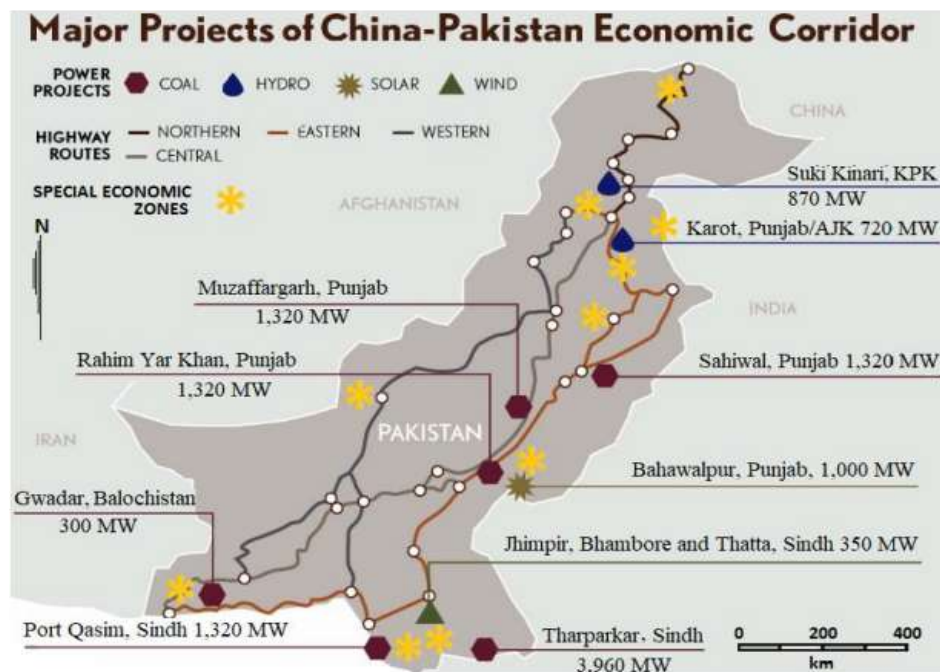 Major Projects of China-Pakistan Economic Corridor
POWER PROJECTS
COAL
HYDRO
SOLAR
WIND
HIGHWAY ROUTES
NORTHERN
EASTERN
WESTERN
CENTRAL
SPECIAL ECONOMIC ZONES
N
CHINA
AFGHANISTAN
Suki Kinari, KPK
870 MW
Karot, Punjab/AJK 720 MW
Muzaffargarh, Punjab
1,320 MW
INDIA
Rahim Yar Khan, Punjab
1,320 MW
Sahiwal, Punjab 1,320 MW
IRAN
PAKISTAN
Bahawalpur, Punjab, 1,000 MW
Gwadar, Balochistan
300 MW
Jhimpir, Bhambore and Thatta, Sindh 350 MW
Port Qasim, Sindh 1,320 MW
Tharparkar, Sindh
3,960 MW
0 200 400
km